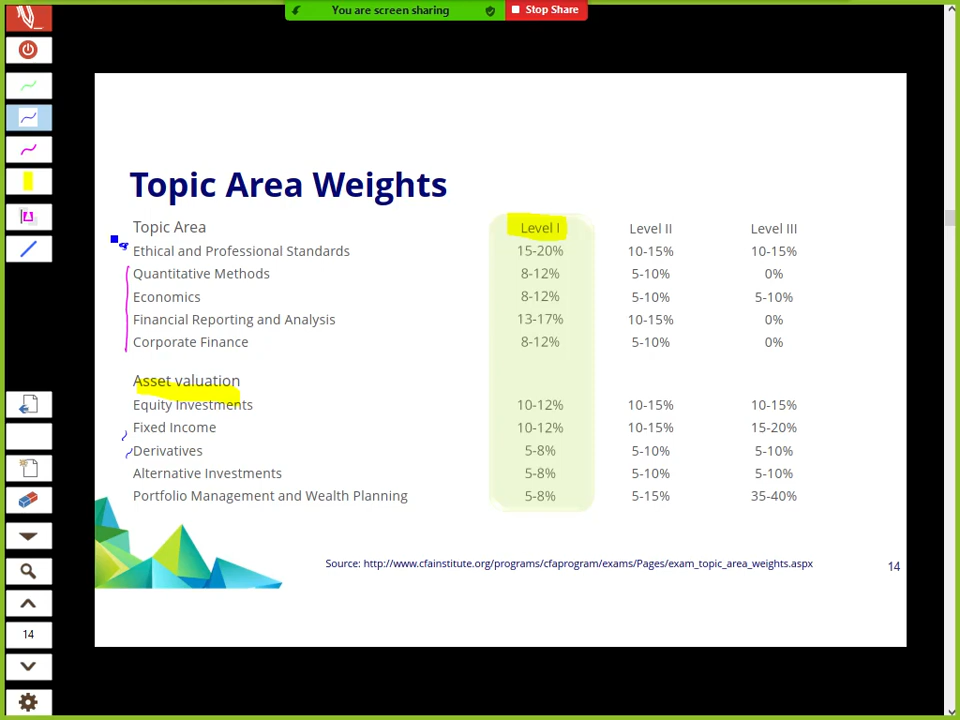 You are screen sharing Stop Share
Topic Area Weights
Topic Area Level I Level II Level III
Ethical and Professional Standards 15-20% 10-15% 10-15%
Quantitative Methods 8-12% 5-10% 0%
Economics 8-12% 5-10% 5-10%
Financial Reporting and Analysis 13-17% 10-15% 0%
Corporate Finance 8-12% 5-10% 0%
Asset valuation
Equity Investments 10-12% 10-15% 10-15%
Fixed Income 10-12% 10-15% 15-20%
Derivatives 5-8% 5-10% 5-10%
Alternative Investments 5-8% 5-10% 5-10%
Portfolio Management and Wealth Planning 5-8% 5-15% 35-40%
Source: http://www.cfainstitute.org/programs/cfaprogram/exams/Pages/exam_topic_area_weights.aspx
14
14